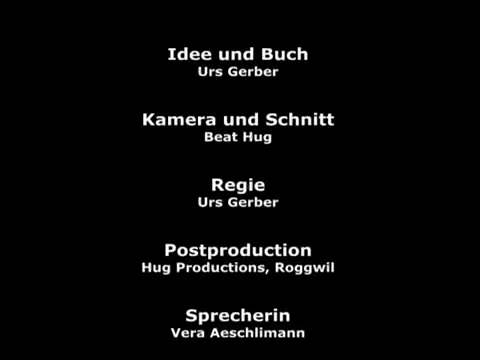 Idee und Buch
Urs Gerber
Kamera und Schnitt
Beat Hug
Regie
Urs Gerber
Postproduction
Hug Productions, Roggwil
Sprecherin
Vera Aeschlimann